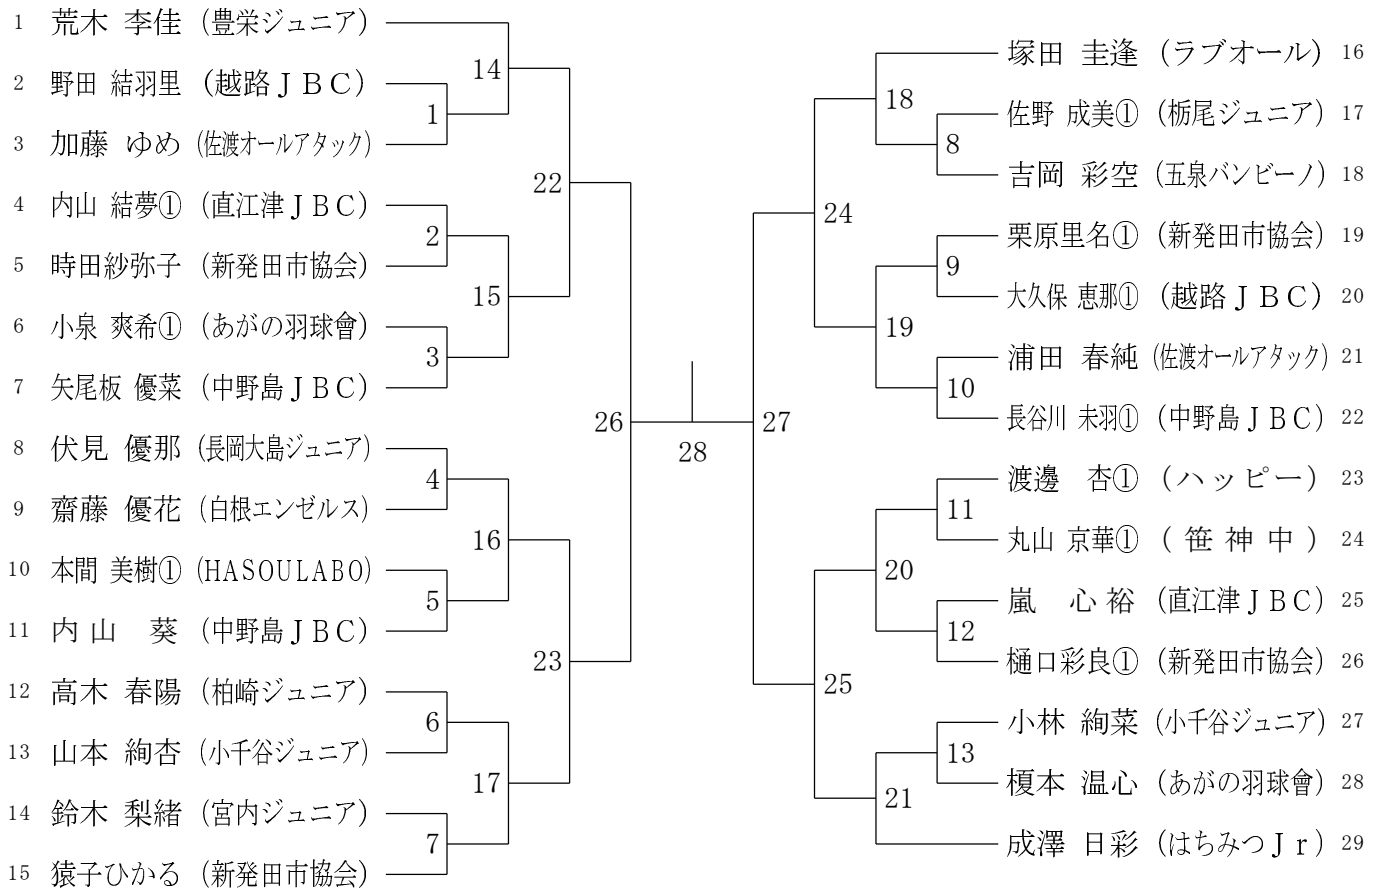 1 荒木 李佳 (豊栄ジュニア)
2 野田 結羽里 (越路ＪＢＣ)
3 加藤 ゆめ (佐渡オールアタック)
4 内山 結夢① (直江津ＪＢＣ)
5 時田紗弥子 (新発田市協会)
6 小泉 爽希① (あがの羽球會)
7 矢尾板 優菜 (中野島ＪＢＣ)
8 伏見 優那 (長岡大島ジュニア)
9 齋藤 優花 (白根エンゼルス)
10 本間 美樹① (HASOULABO)
11 内 山　葵 (中野島ＪＢＣ)
12 高木 春陽 (柏崎ジュニア)
13 山本 絢杏 (小千谷ジュニア)
14 鈴木 梨緒 (宮内ジュニア)
15 猿子ひかる (新発田市協会)
14
1
22
2
15
3
26
4
16
5
23
6
17
7
28
27
18
8
24
9
19
10
11
20
12
25
13
21
塚田 圭逢 (ラブオール) 16
佐野 成美① (栃尾ジュニア) 17
吉岡 彩空 (五泉バンビーノ) 18
栗原里名① (新発田市協会) 19
大久保 恵那① (越路ＪＢＣ) 20
浦田 春純 (佐渡オールアタック) 21
長谷川 未羽① (中野島ＪＢＣ) 22
渡邊　杏① (ハッピー) 23
丸山 京華① ( 笹 神 中 ) 24
嵐　心 裕 (直江津ＪＢＣ) 25
樋口彩良① (新発田市協会) 26
小林 絢菜 (小千谷ジュニア) 27
榎本 温心 (あがの羽球會) 28
成澤 日彩 (はちみつＪｒ) 29